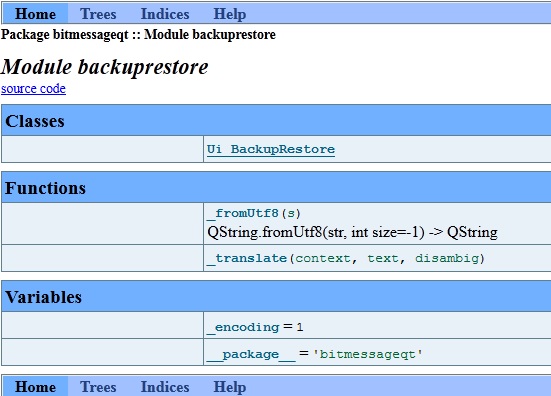 Home Trees Indices Help
Package bitmessageqt :: Module backuprestore
Module backuprestore
source code
Classes
Ui_BackupRestore
Functions
_fromUtf8(s)
QString.fromUtf8(str, int size=-1) -> QString
_translate(context, text, disambig)
Variables
_encoding = 1
__package__ = 'bitmessageqt'
Home Trees Indices Help